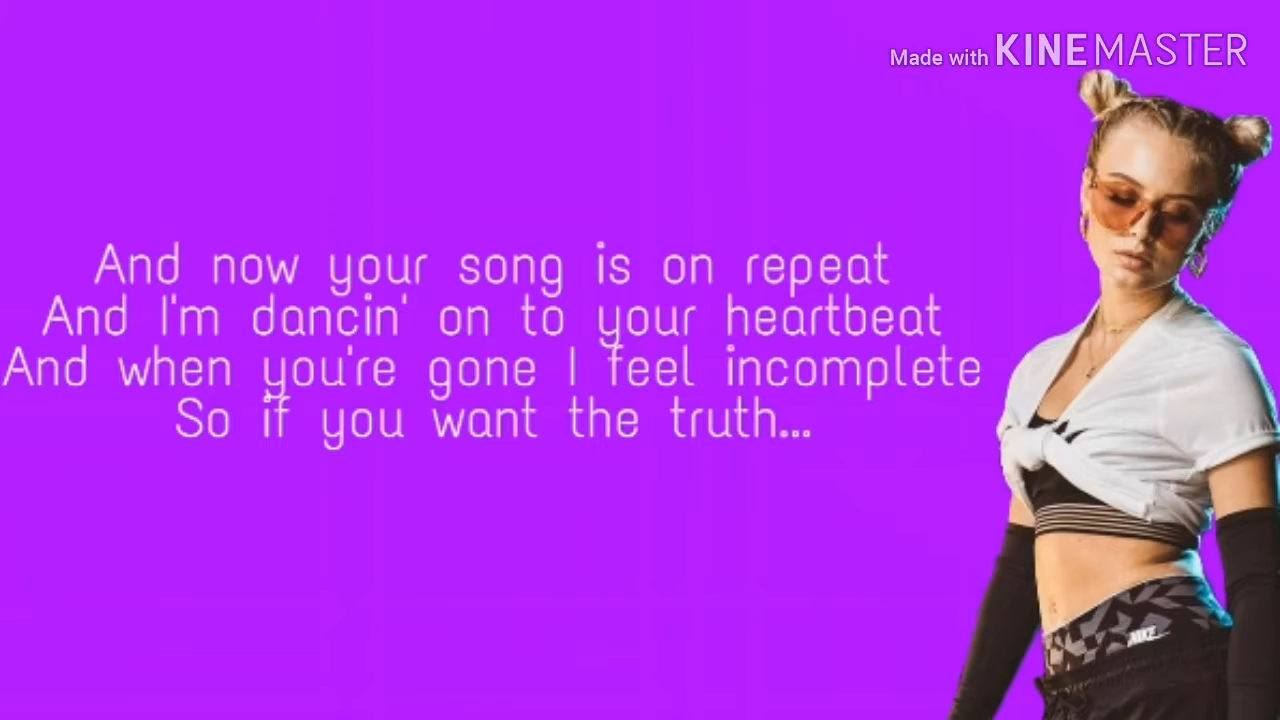 Made with KINEMASTER
And now your song is on repeat
And I'm dancin' on to your heartbeat
And when you're gone I feel incomplete
So if you want the truth...
NIKE